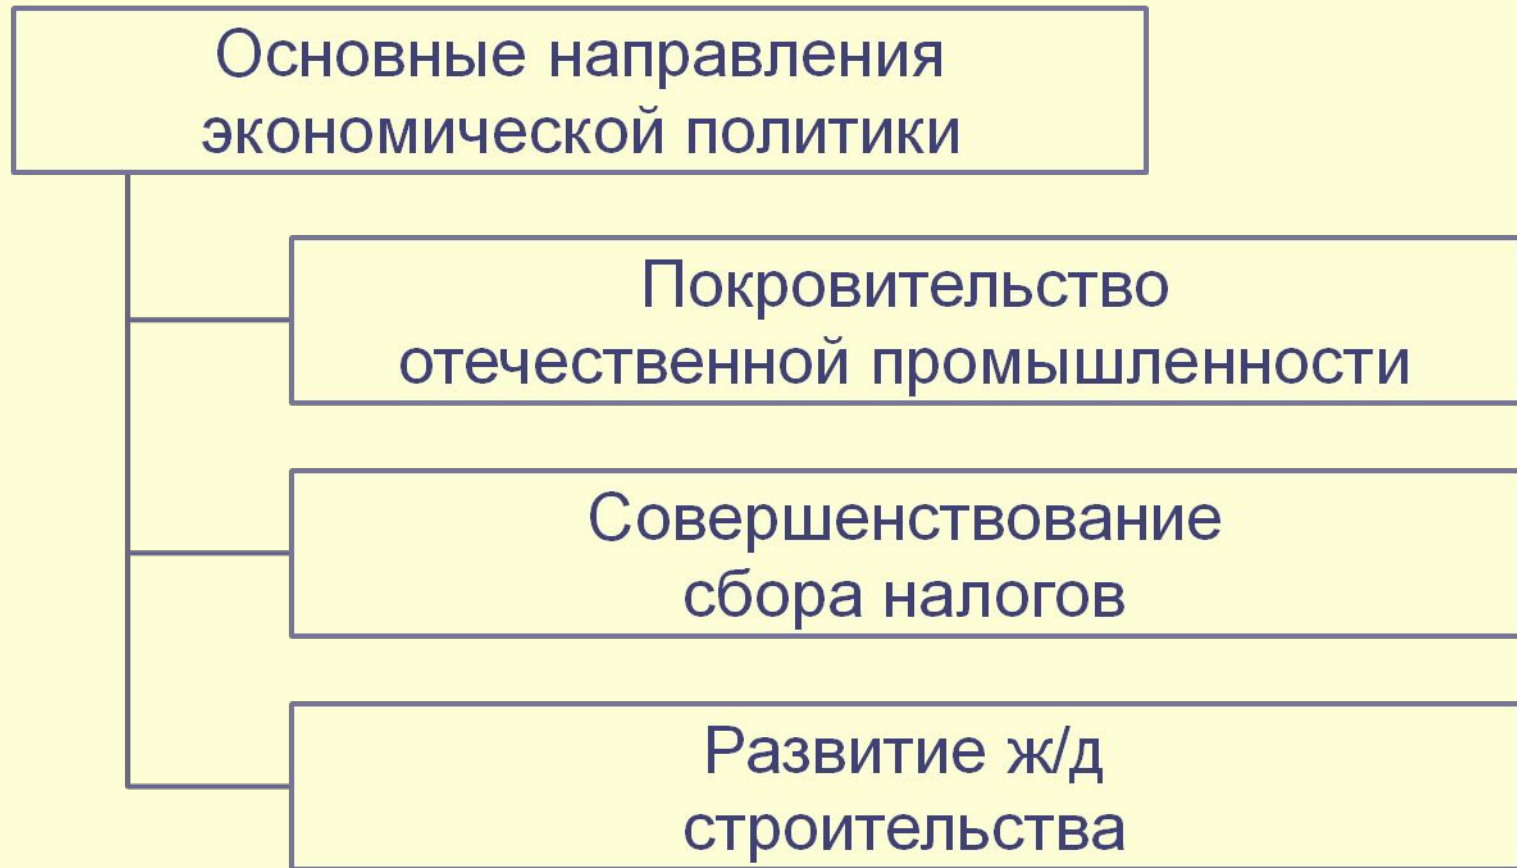 Основные направления
экономической политики
Покровительство
отечественной промышленности
Совершенствование
сбора налогов
Развитие ж/д
строительства